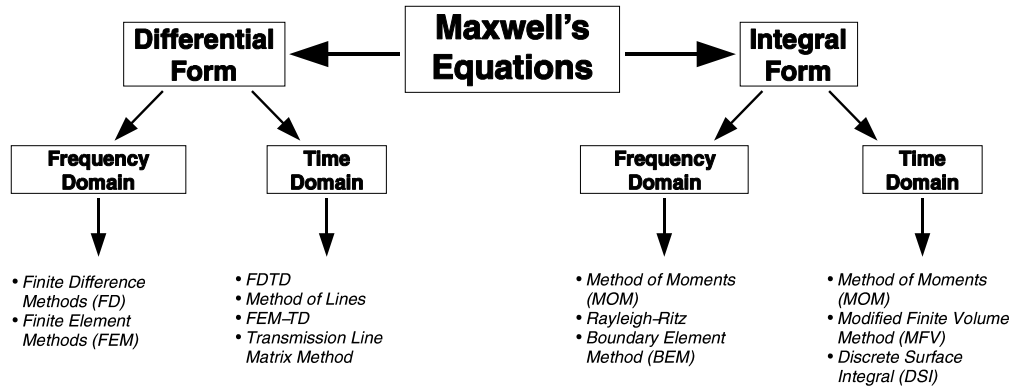 Maxwell's
Equations
Differential
Form
Integral
Form
Frequency
Domain
Time
Domain
Frequency
Domain
Time
Domain
• Finite Difference
Methods (FD)
• Finite Element
Methods (FEM)
• FDTD
• Method of Lines
• FEM–TD
• Transmission Line
Matrix Method
• Method of Moments
(MOM)
• Rayleigh–Ritz
• Boundary Element
Method (BEM)
• Method of Moments
(MOM)
• Modified Finite Volume
Method (MFV)
• Discrete Surface
Integral (DSI)